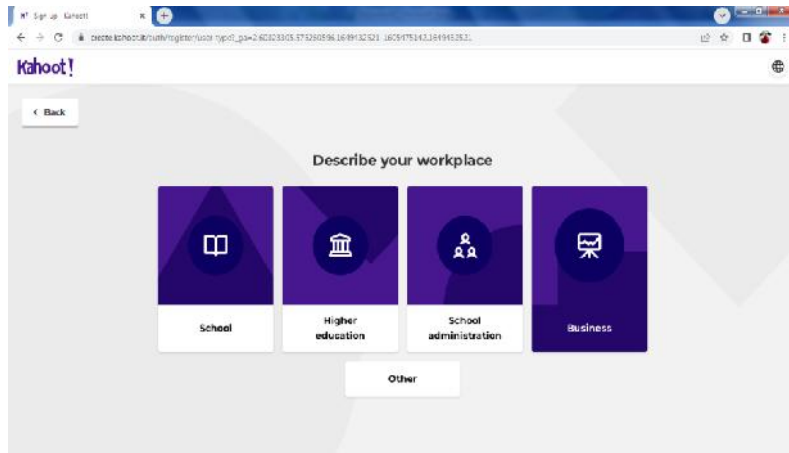 Sign up Kahoot!
Kahoot!
Back
Describe your workplace
School
Higher
education
School
administration
Business
Other